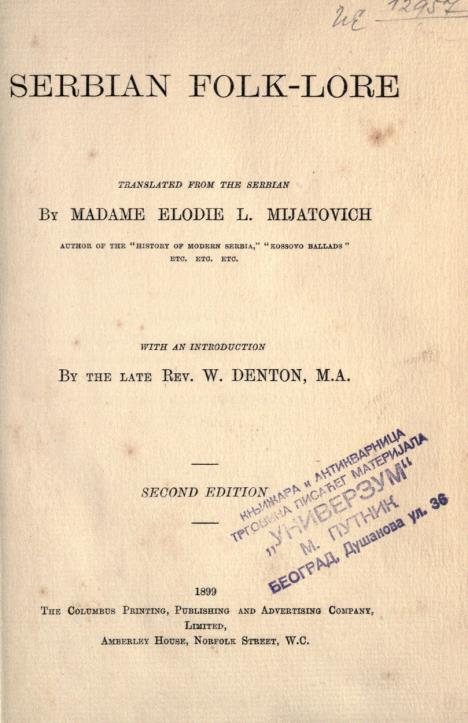 ИЕ 12957
SERBIAN FOLK-LORE
TRANSLATED FROM THE SERBIAN
BY MADAME ELODIE L. MIJATOVICH
AUTHOR OF THE "HISTORY OF MODERN SERBIA," "KOSSOVO BALLADS"
ETC. ETC. ETC.
WITH AN INTRODUCTION
BY THE LATE REV. W. DENTON, M.A.
SECOND EDITION
КЊИЖАРА и АНТИКВАРНИЦА
ТРГОВИНА ПИСАЋЕГ МАТЕРИЈАЛА
„УНИВЕРЗУМ“
М. ПУТНИК
БЕОГРАД, Душанова ул. 36
1899
THE COLUMBUS PRINTING, PUBLISHING AND ADVERTISING COMPANY,
LIMITED,
AMBERLEY HOUSE, NORFOLK STREET, W.C.